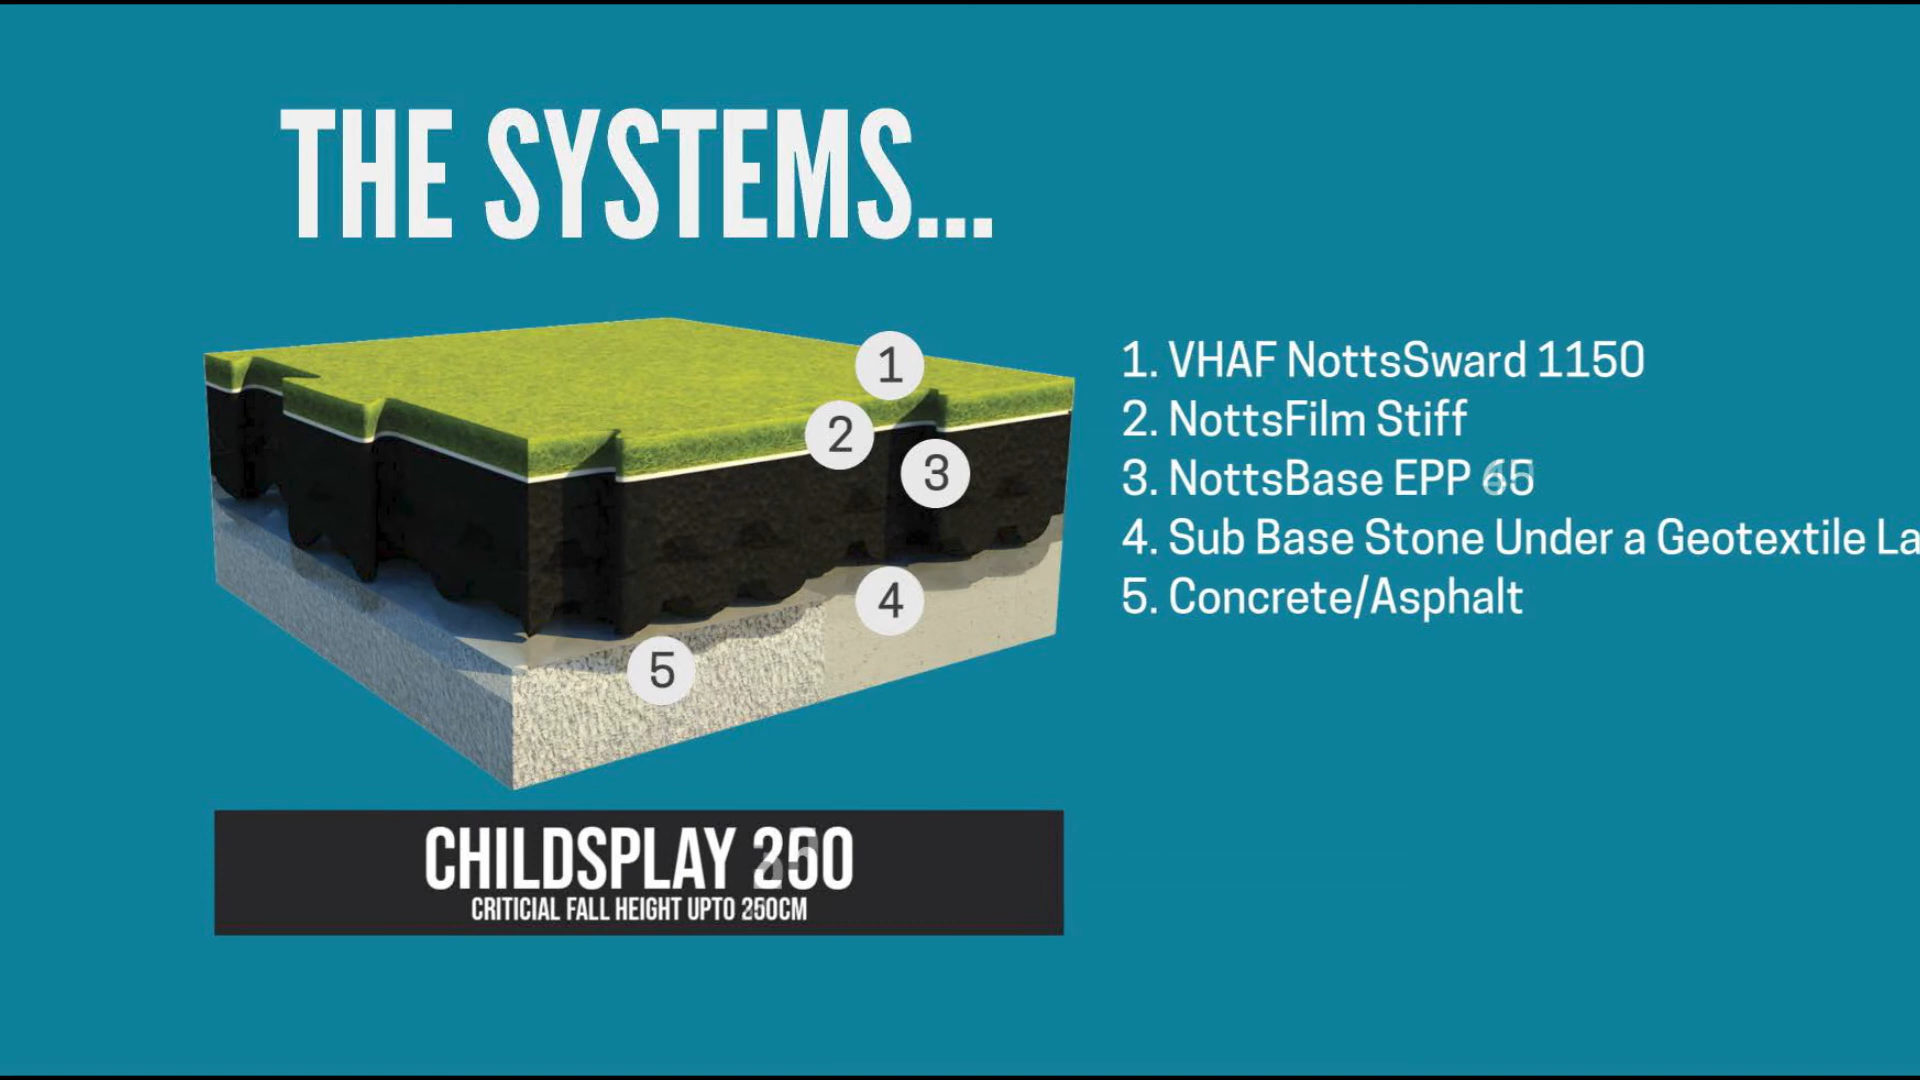 THE SYSTEMS...
1
2
3
4
5
1. VHAF NottsSward 1150
2. NottsFilm Stiff
3. NottsBase EPP 65
4. Sub Base Stone Under a Geotextile La
5. Concrete/Asphalt
CHILDSPLAY 250
CRITICIAL FALL HEIGHT UPTO 250CM